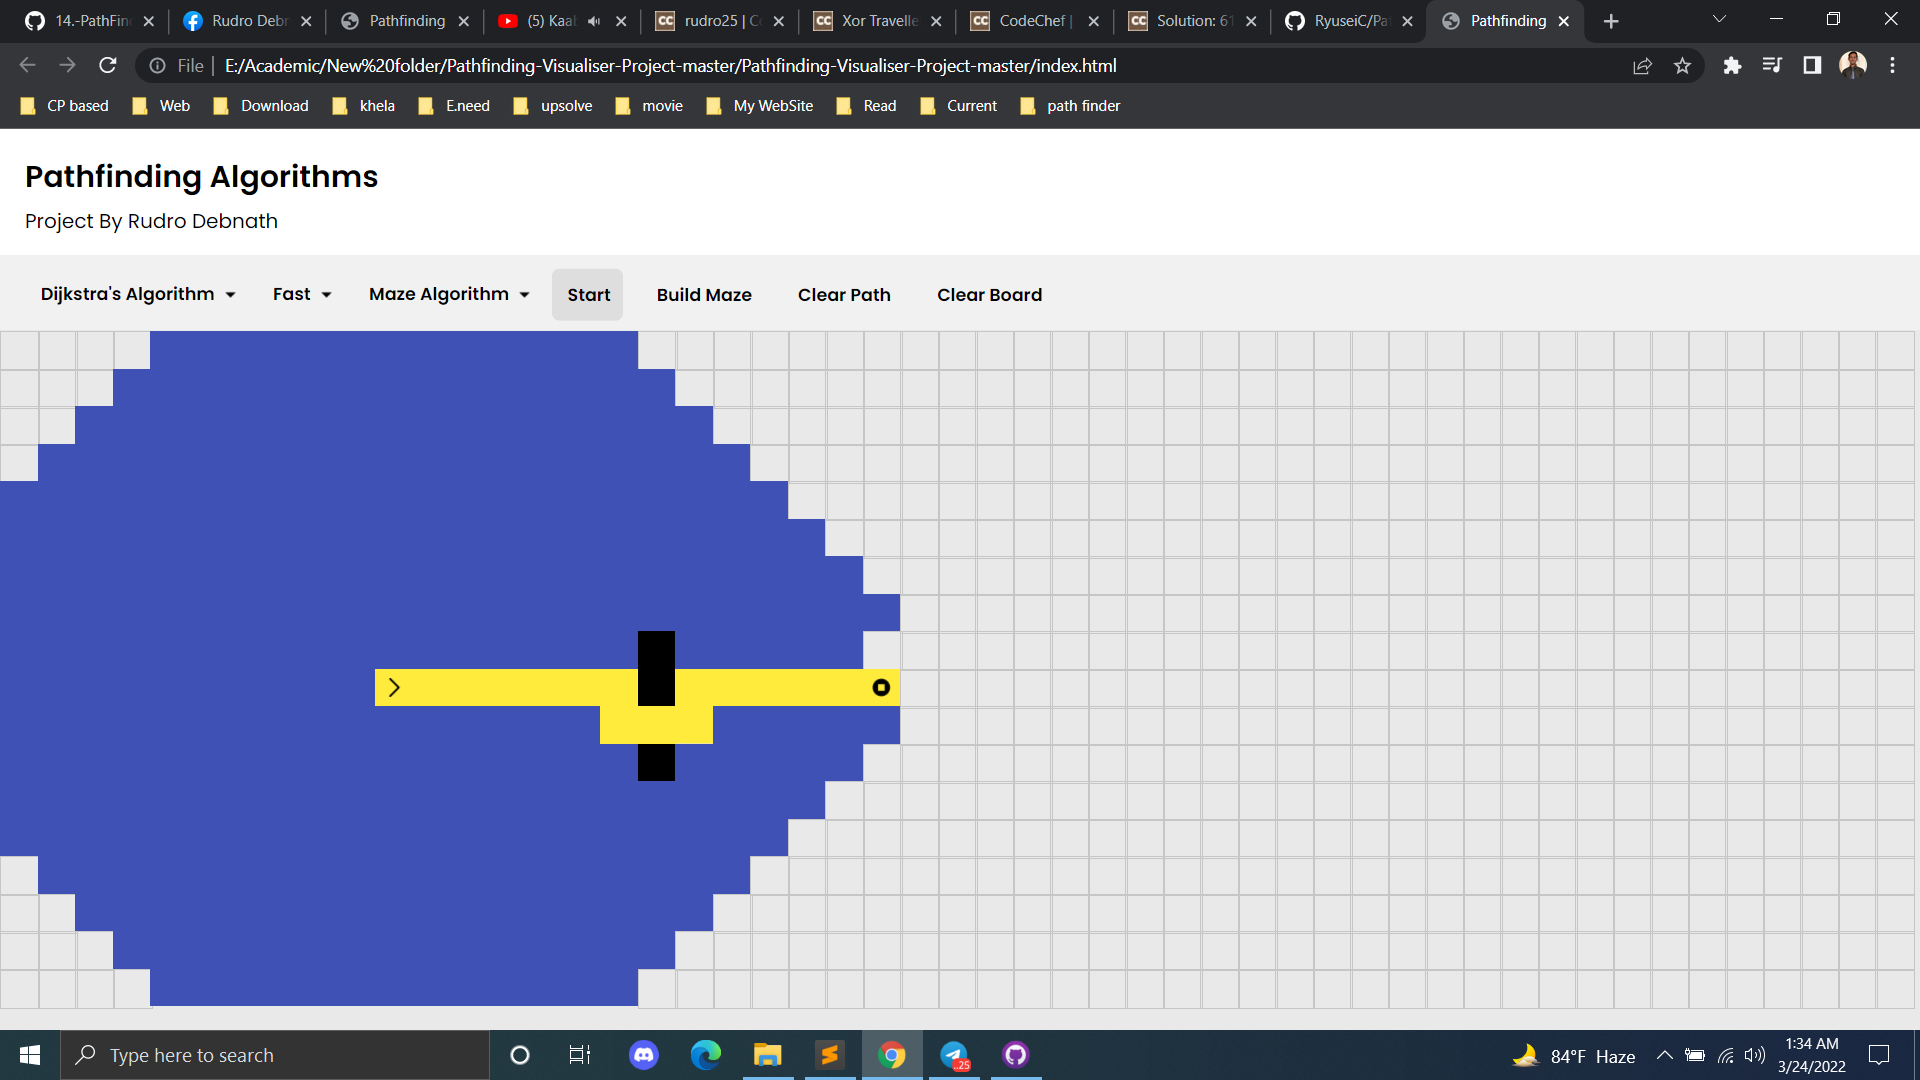 14.-PathFin
Rudro Debr
Pathfinding
(5) Kaal
rudro25 | C
Xor Travelle
CodeChef |
Solution: 61
RyuseiC/Pa
Pathfinding
File
E:/Academic/New%20folder/Pathfinding-Visualiser-Project-master/Pathfinding-Visualiser-Project-master/index.html
CP based
Web
Download
khela
E.need
upsolve
movie
My WebSite
Read
Current
path finder
Pathfinding Algorithms
Project By Rudro Debnath
Dijkstra's Algorithm
Fast
Maze Algorithm
Start
Build Maze
Clear Path
Clear Board
Type here to search
..25
84°F Haze
1:34 AM
3/24/2022